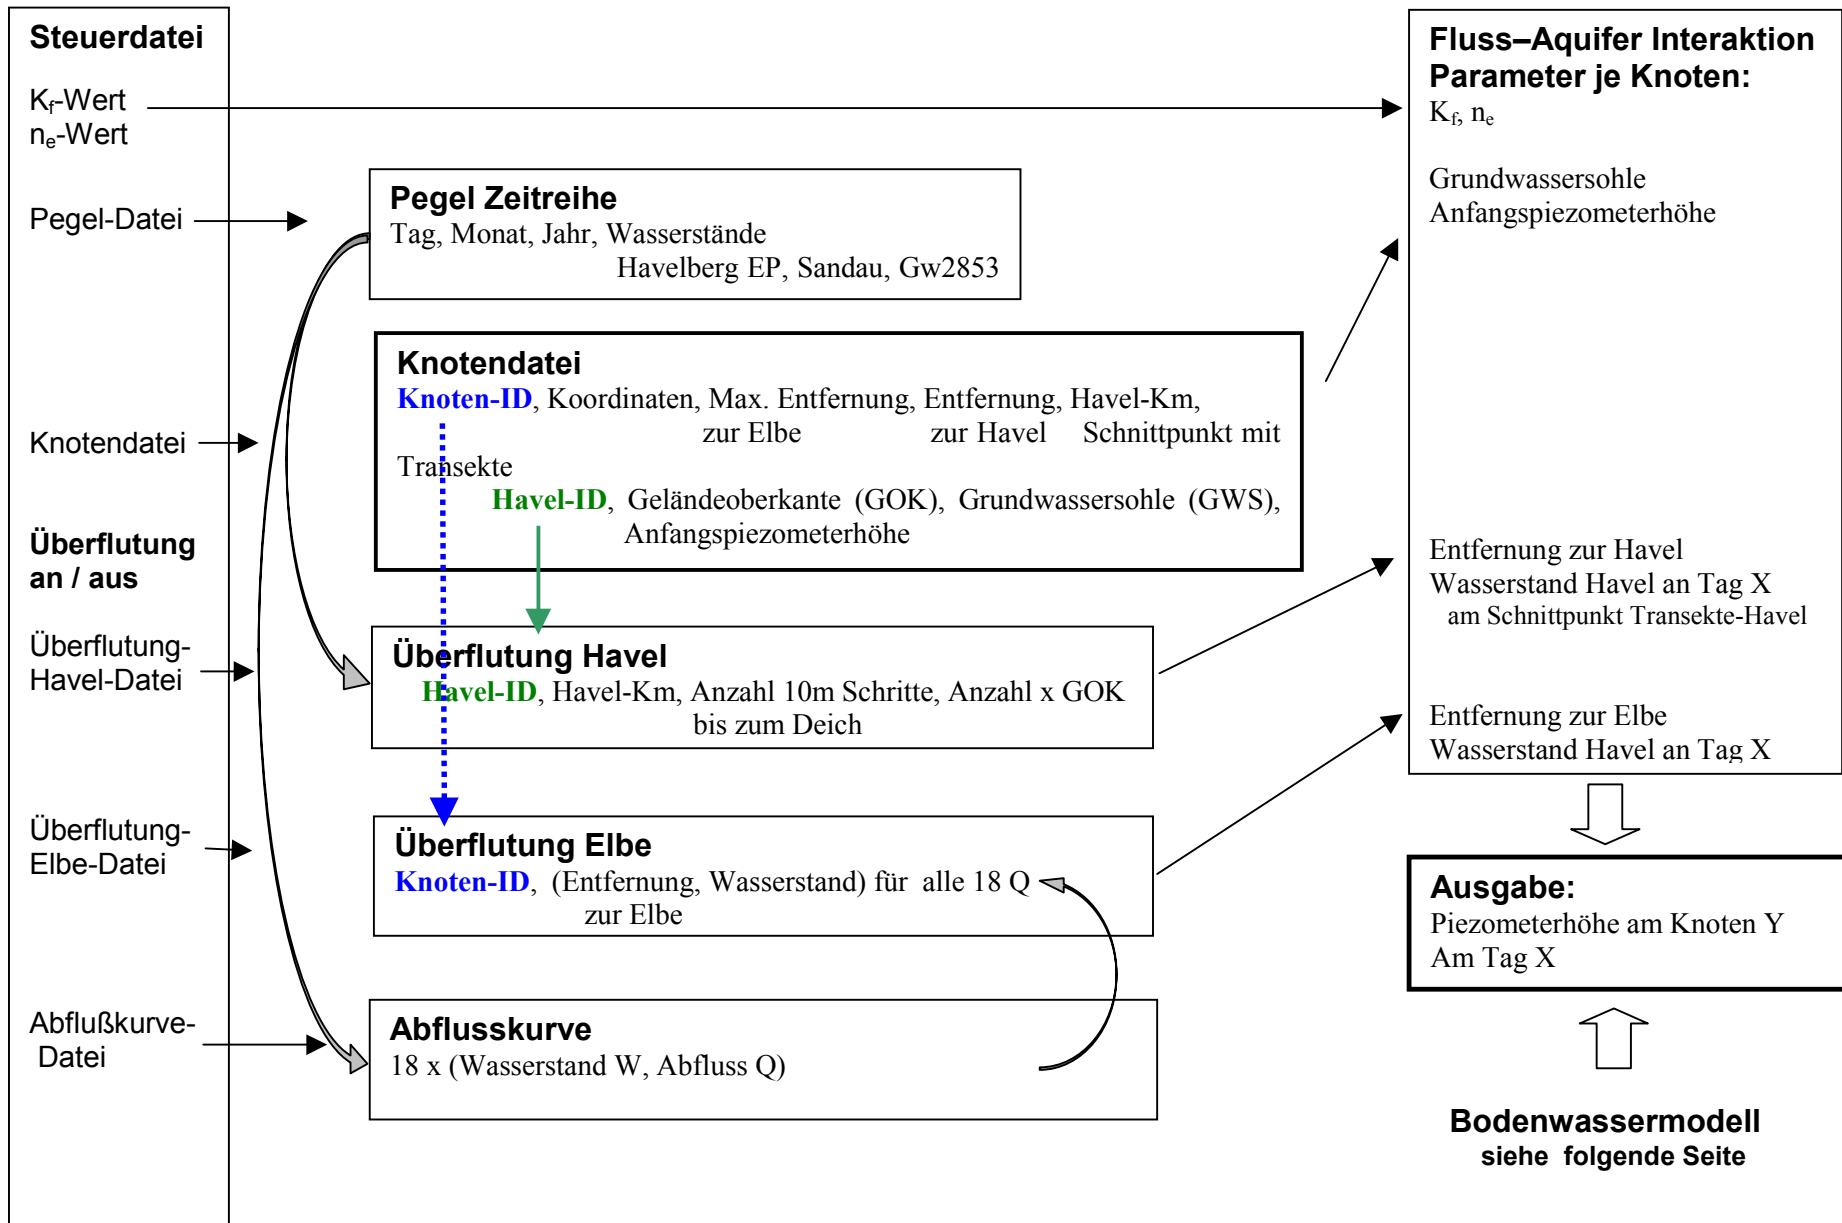 Steuerdatei
Kf-Wert
ne-Wert
Pegel-Datei
Knotendatei
Überflutung
an / aus
Überflutung-
Havel-Datei
Überflutung-
Elbe-Datei
Abflußkurve-
Datei
Pegel Zeitreihe
Tag, Monat, Jahr, Wasserstände
Havelberg EP, Sandau, Gw2853
Knotendatei
Knoten-ID, Koordinaten, Max. Entfernung, Entfernung, Havel-Km,
zur Elbe zur Havel Schnittpunkt mit
Transekte
Havel-ID, Geländeoberkante (GOK), Grundwassersohle (GWS),
Anfangspiezometerhöhe
Überflutung Havel
Havel-ID, Havel-Km, Anzahl 10m Schritte, Anzahl x GOK
bis zum Deich
Überflutung Elbe
Knoten-ID, (Entfernung, Wasserstand) für alle 18 Q
zur Elbe
Abflusskurve
18 x (Wasserstand W, Abfluss Q)
Fluss–Aquifer Interaktion
Parameter je Knoten:
Kf, ne
Grundwassersohle
Anfangspiezometerhöhe
Entfernung zur Havel
Wasserstand Havel an Tag X
am Schnittpunkt Transekte-Havel
Entfernung zur Elbe
Wasserstand Havel an Tag X
Ausgabe:
Piezometerhöhe am Knoten Y
Am Tag X
Bodenwassermodell
siehe folgende Seite